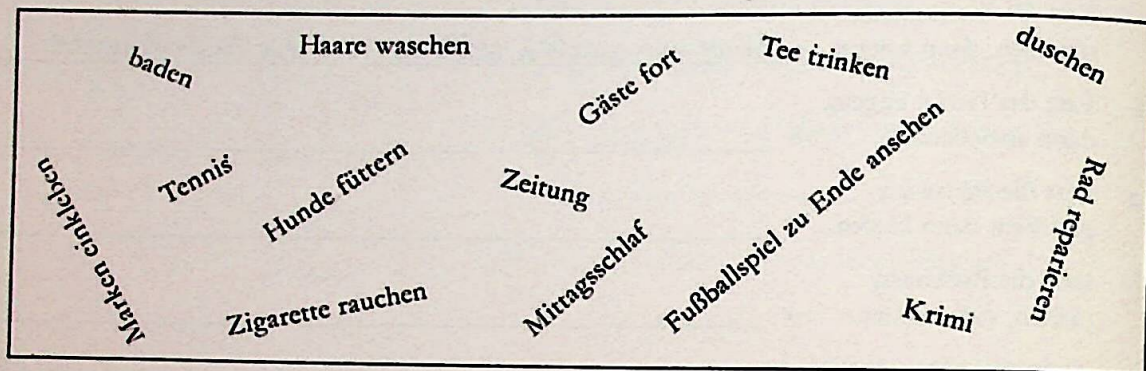 baden
Haare waschen
Gäste fort
Tee trinken
duschen
Marken einkleben
Tennis
Hunde füttern
Zeitung
Fußballspiel zu Ende ansehen
Rad reparieren
Zigarette rauchen
Mittagsschlaf
Krimi